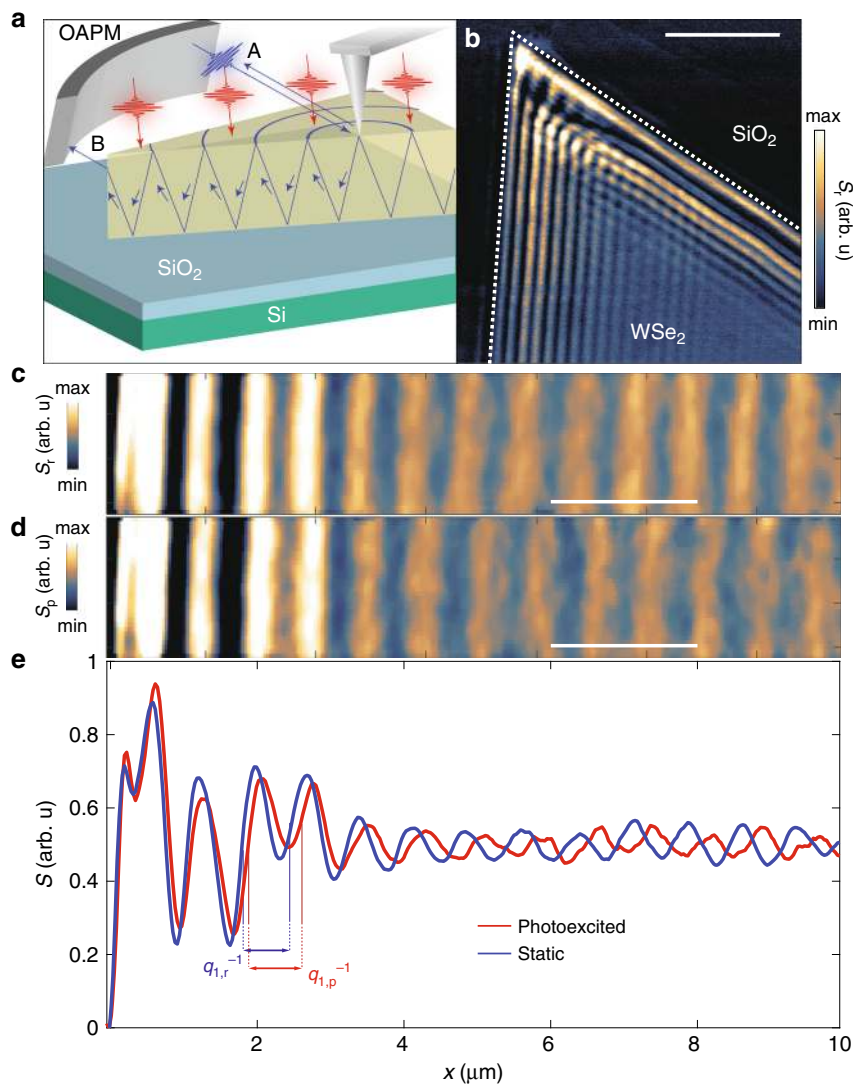 a
OAPM
A
B
SiO₂
Si
b
SiO₂
WSe₂
max
Sᵣ (arb. u)
min
c
max
Sᵣ (arb. u)
min
d
max
Sₚ (arb. u)
min
e
1
0.8
0.6
0.4
0.2
0
S (arb. u)
q₁,ᵣ⁻¹
q₁,ₚ⁻¹
Photoexcited
Static
2
4
6
8
10
x (μm)